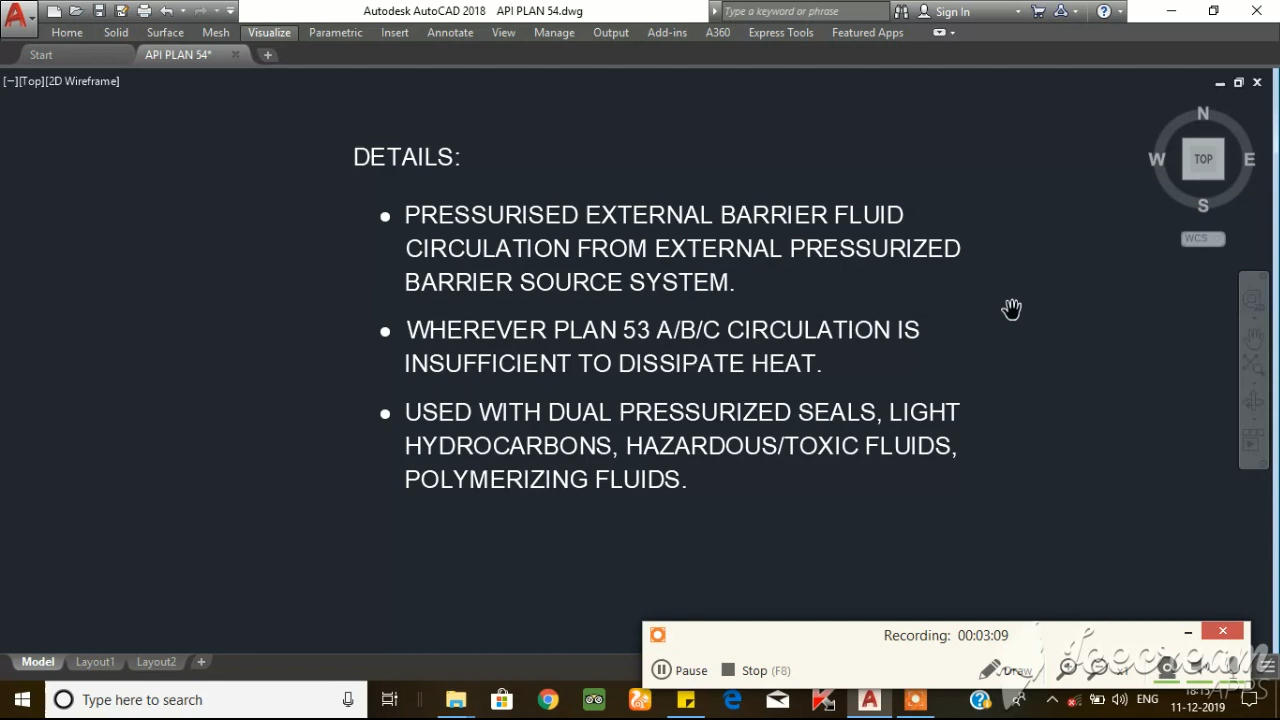 Autodesk AutoCAD 2018 API PLAN 54.dwg
Type a keyword or phrase
Sign In
Home Solid Surface Mesh Visualize Parametric Insert Annotate View Manage Output Add-ins A360 Express Tools Featured Apps
Start API PLAN 54*
[−][Top][2D Wireframe]
N
W TOP E
S
WCS
DETAILS:
● PRESSURISED EXTERNAL BARRIER FLUID
CIRCULATION FROM EXTERNAL PRESSURIZED
BARRIER SOURCE SYSTEM.
● WHEREVER PLAN 53 A/B/C CIRCULATION IS
INSUFFICIENT TO DISSIPATE HEAT.
● USED WITH DUAL PRESSURIZED SEALS, LIGHT
HYDROCARBONS, HAZARDOUS/TOXIC FLUIDS,
POLYMERIZING FLUIDS.
Recording: 00:03:09
Pause Stop (F8) Draw
icecream
APPS
Model Layout1 Layout2
Type here to search
ENG
11-12-2019